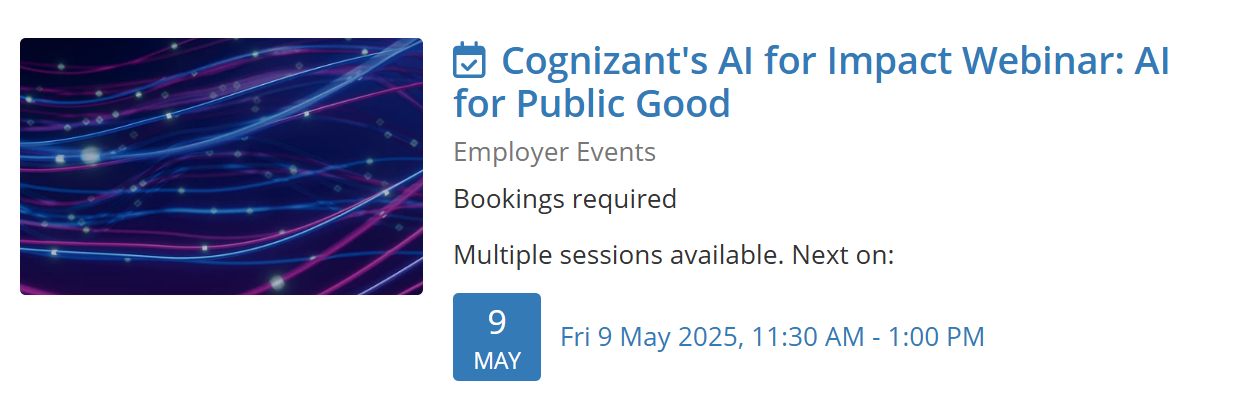 Cognizant's AI for Impact Webinar: AI
for Public Good
Employer Events
Bookings required
Multiple sessions available. Next on:
9
MAY
Fri 9 May 2025, 11:30 AM - 1:00 PM